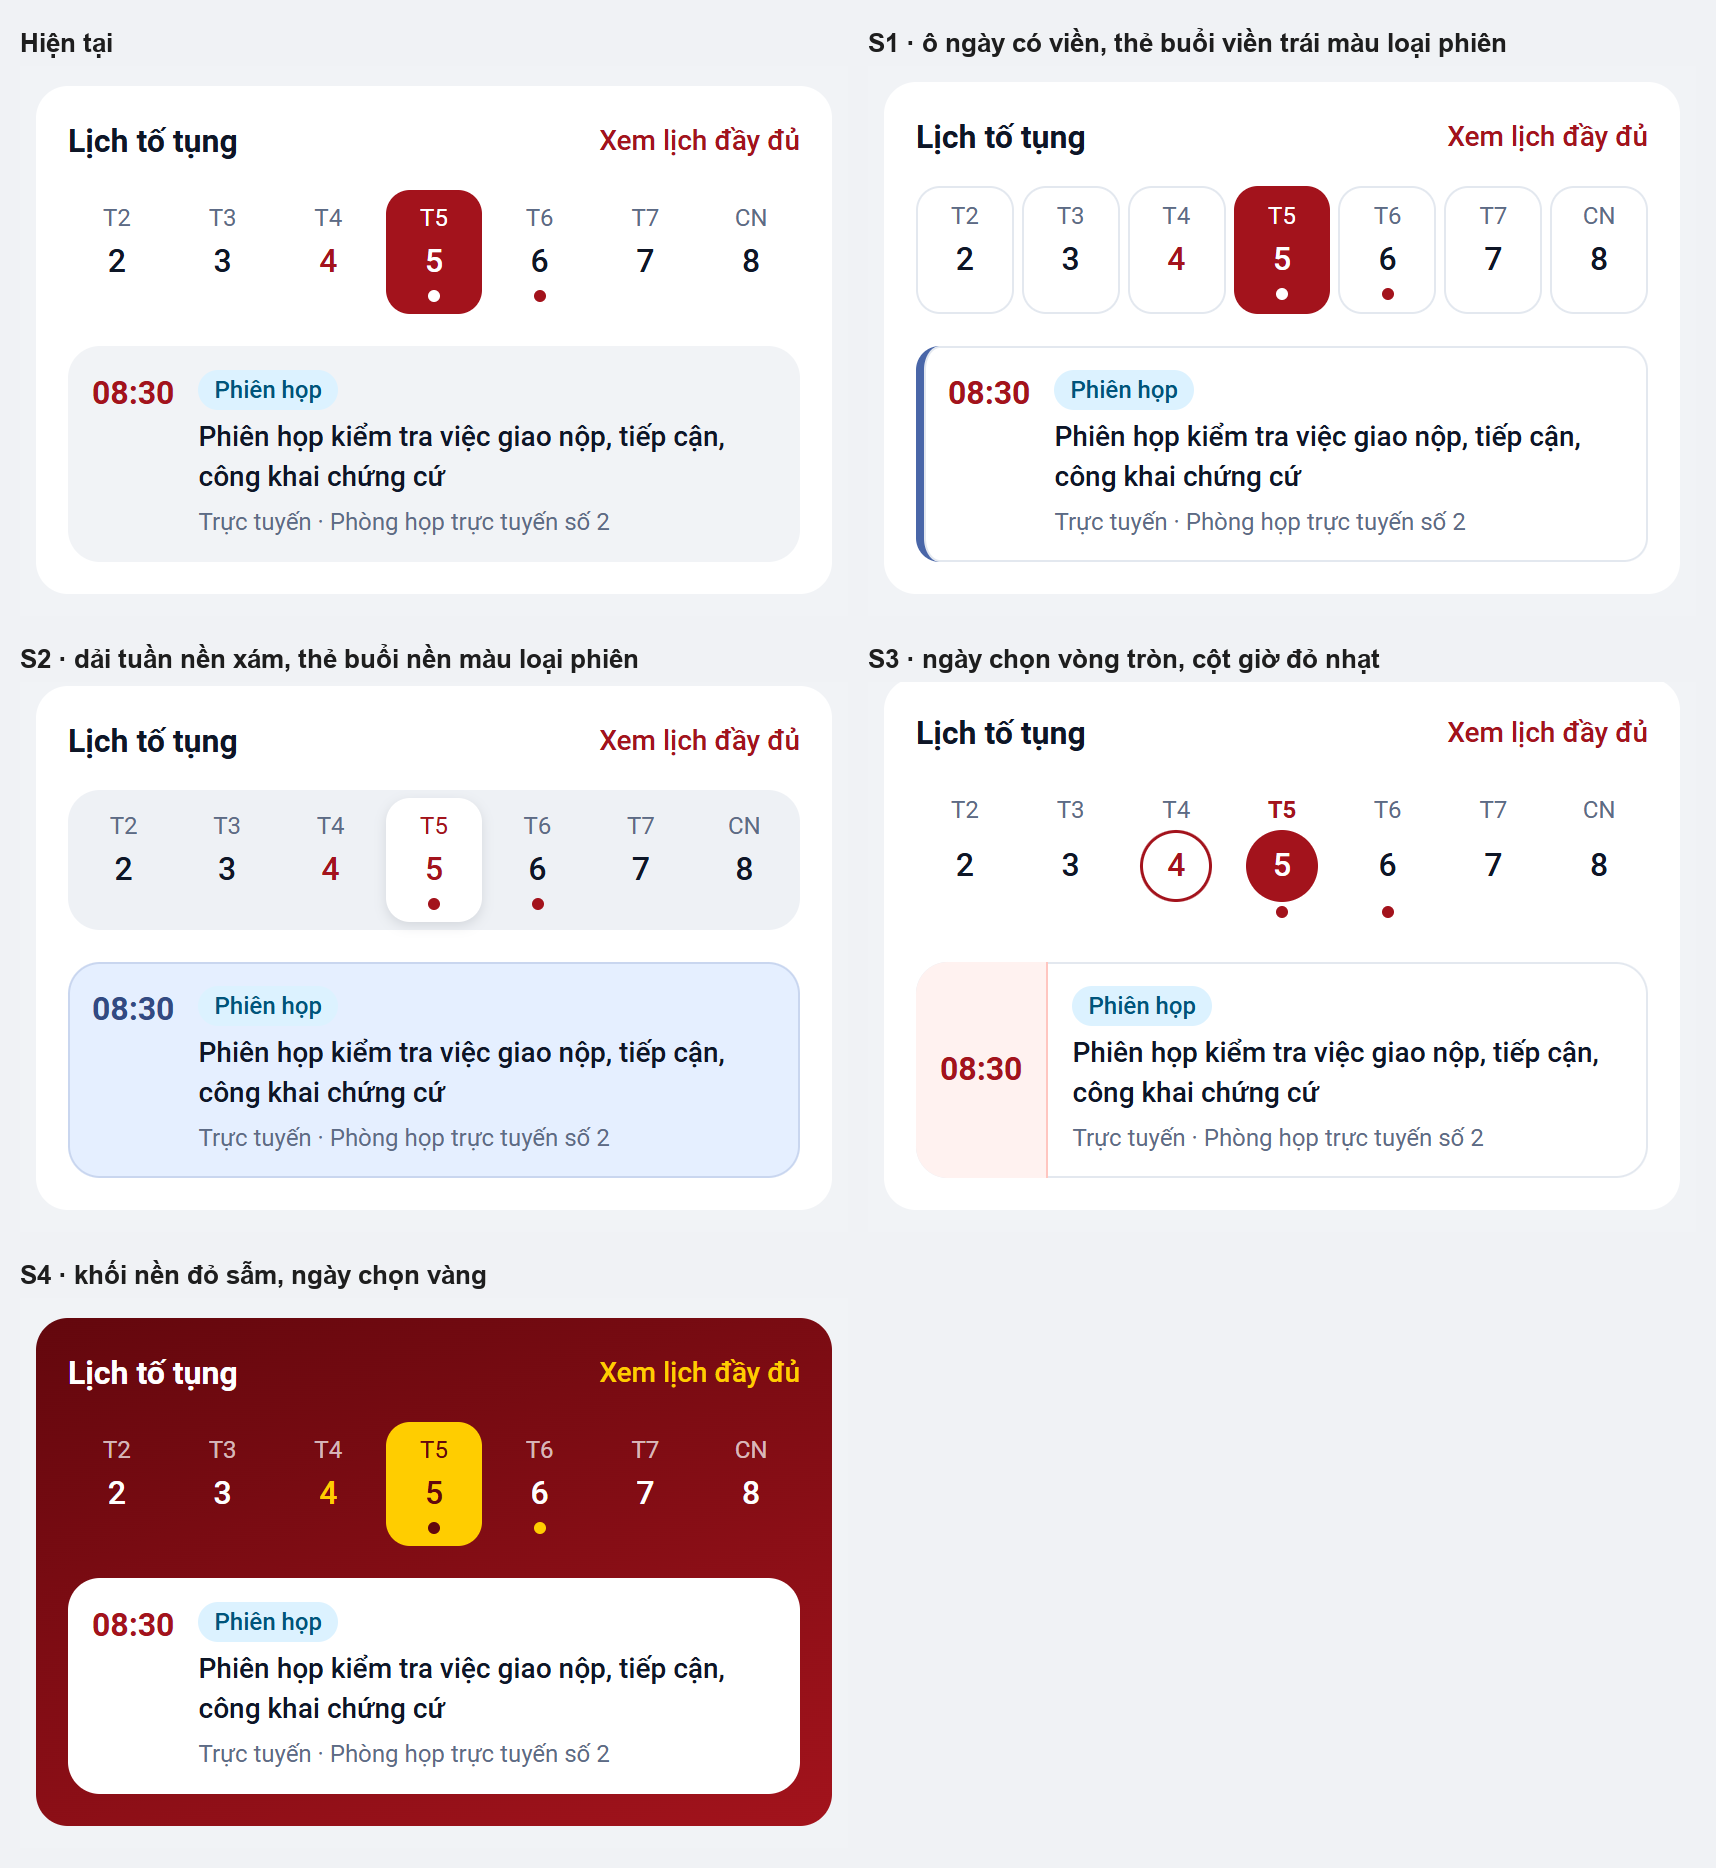 Hiện tại
Lịch tố tụng Xem lịch đầy đủ
T2 T3 T4 T5 T6 T7 CN
2 3 4 5 6 7 8
08:30 Phiên họp
Phiên họp kiểm tra việc giao nộp, tiếp cận,
công khai chứng cứ
Trực tuyến · Phòng họp trực tuyến số 2
S1 · ô ngày có viền, thẻ buổi viền trái màu loại phiên
Lịch tố tụng Xem lịch đầy đủ
T2 T3 T4 T5 T6 T7 CN
2 3 4 5 6 7 8
08:30 Phiên họp
Phiên họp kiểm tra việc giao nộp, tiếp cận,
công khai chứng cứ
Trực tuyến · Phòng họp trực tuyến số 2
S2 · dải tuần nền xám, thẻ buổi nền màu loại phiên
Lịch tố tụng Xem lịch đầy đủ
T2 T3 T4 T5 T6 T7 CN
2 3 4 5 6 7 8
08:30 Phiên họp
Phiên họp kiểm tra việc giao nộp, tiếp cận,
công khai chứng cứ
Trực tuyến · Phòng họp trực tuyến số 2
S3 · ngày chọn vòng tròn, cột giờ đỏ nhạt
Lịch tố tụng Xem lịch đầy đủ
T2 T3 T4 T5 T6 T7 CN
2 3 4 5 6 7 8
Phiên họp
Phiên họp kiểm tra việc giao nộp, tiếp cận,
08:30
công khai chứng cứ
Trực tuyến · Phòng họp trực tuyến số 2
S4 · khối nền đỏ sẫm, ngày chọn vàng
Lịch tố tụng Xem lịch đầy đủ
T2 T3 T4 T5 T6 T7 CN
2 3 4 5 6 7 8
08:30 Phiên họp
Phiên họp kiểm tra việc giao nộp, tiếp cận,
công khai chứng cứ
Trực tuyến · Phòng họp trực tuyến số 2